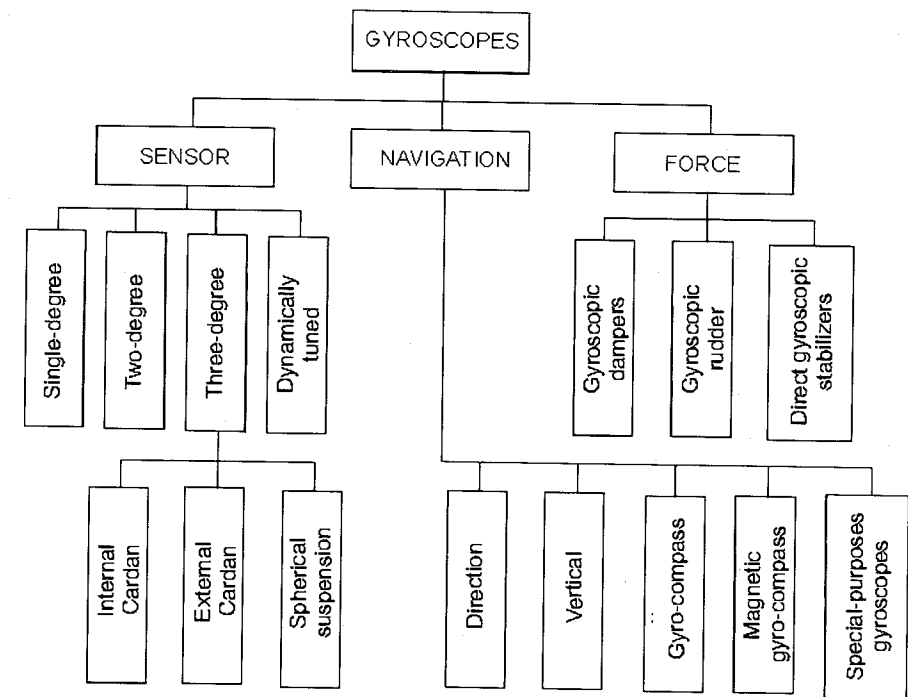 GYROSCOPES
SENSOR
NAVIGATION
FORCE
Single-degree
Two-degree
Three-degree
Dynamically
tuned
Gyroscopic
dampers
Gyroscopic
rudder
Direct gyroscopic
stabilizers
Internal
Cardan
External
Cardan
Spherical
suspension
Direction
Vertical
Gyro-compass
Magnetic
gyro-compass
Special-purposes
gyroscopes